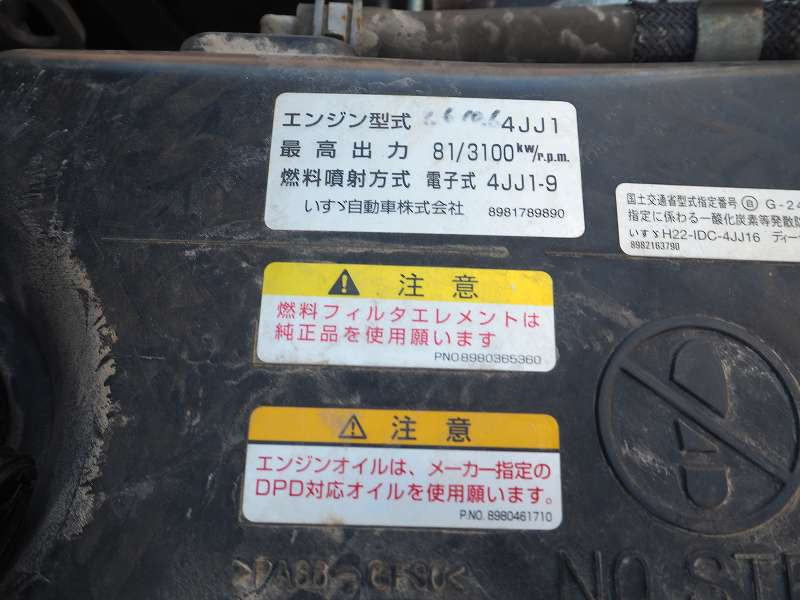 エンジン型式 4JJ1
最高出力 81/3100kw/r.p.m.
燃料噴射方式 電子式 4JJ1-9
いすゞ自動車株式会社 8981789890
国土交通省型式指定番号 Ⓑ G-24
指定に係わる一酸化炭素等発散防
いすゞH22-IDC-4JJ16 ディー
8982163790
注意
燃料フィルタエレメントは
純正品を使用願います
PNO.8980365360
注意
エンジンオイルは、メーカー指定の
DPD対応オイルを使用願います。
P.NO. 8980461710
NO STE